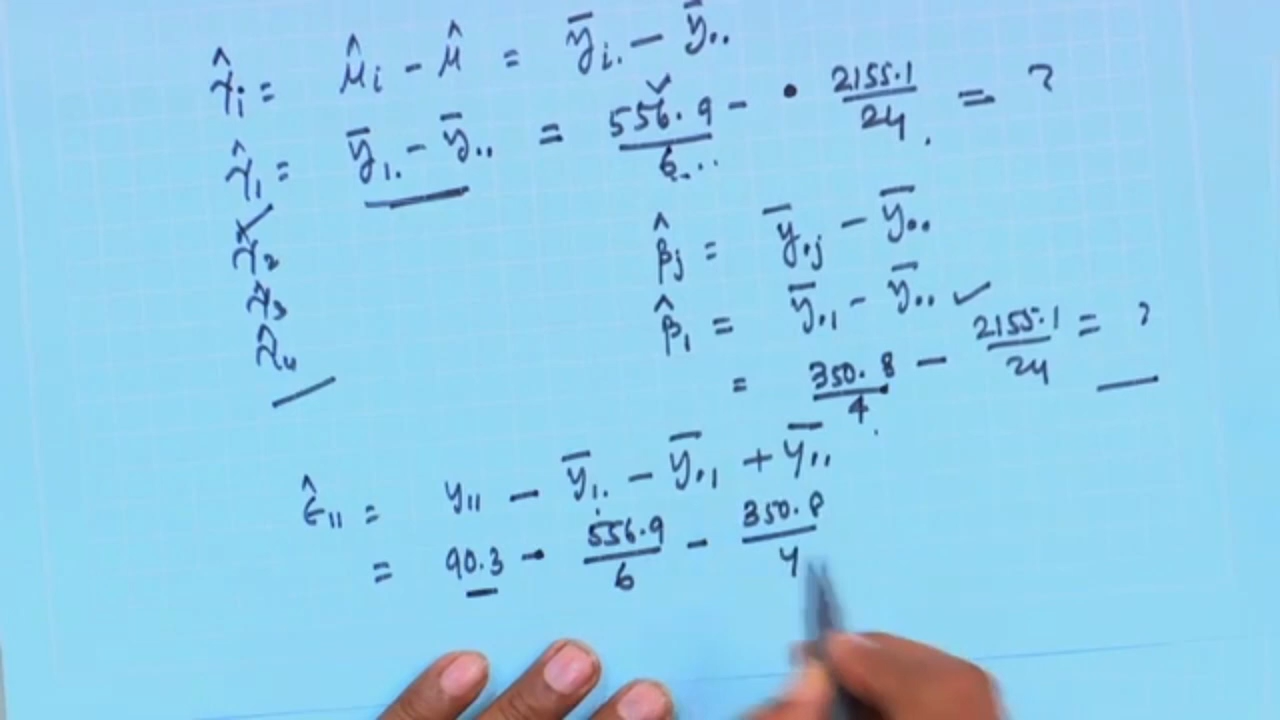 τ̂i = μ̂i - μ̂ = ȳi. - ȳ..
τ̂1 = ȳ1. - ȳ.. = 556.9/6 - 2155.1/24 = ?
τ̂2
τ̂3
τ̂4
β̂j = ȳ.j - ȳ..
β̂1 = ȳ.1 - ȳ.. ✓
= 350.8/4 - 2155.1/24 = ?
ε̂11 = y11 - ȳ1. - ȳ.1 + ȳ..
= 90.3 - 556.9/6 - 350.8/4